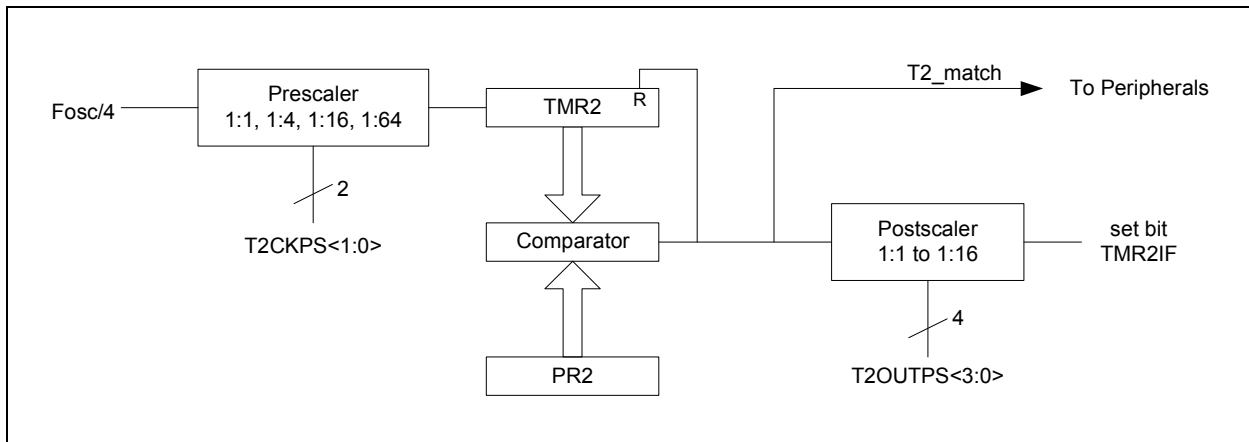 T2_match
To Peripherals
Fosc/4
Prescaler
1:1, 1:4, 1:16, 1:64
TMR2
R
2
T2CKPS<1:0>
Comparator
Postscaler
1:1 to 1:16
set bit
TMR2IF
4
T2OUTPS<3:0>
PR2